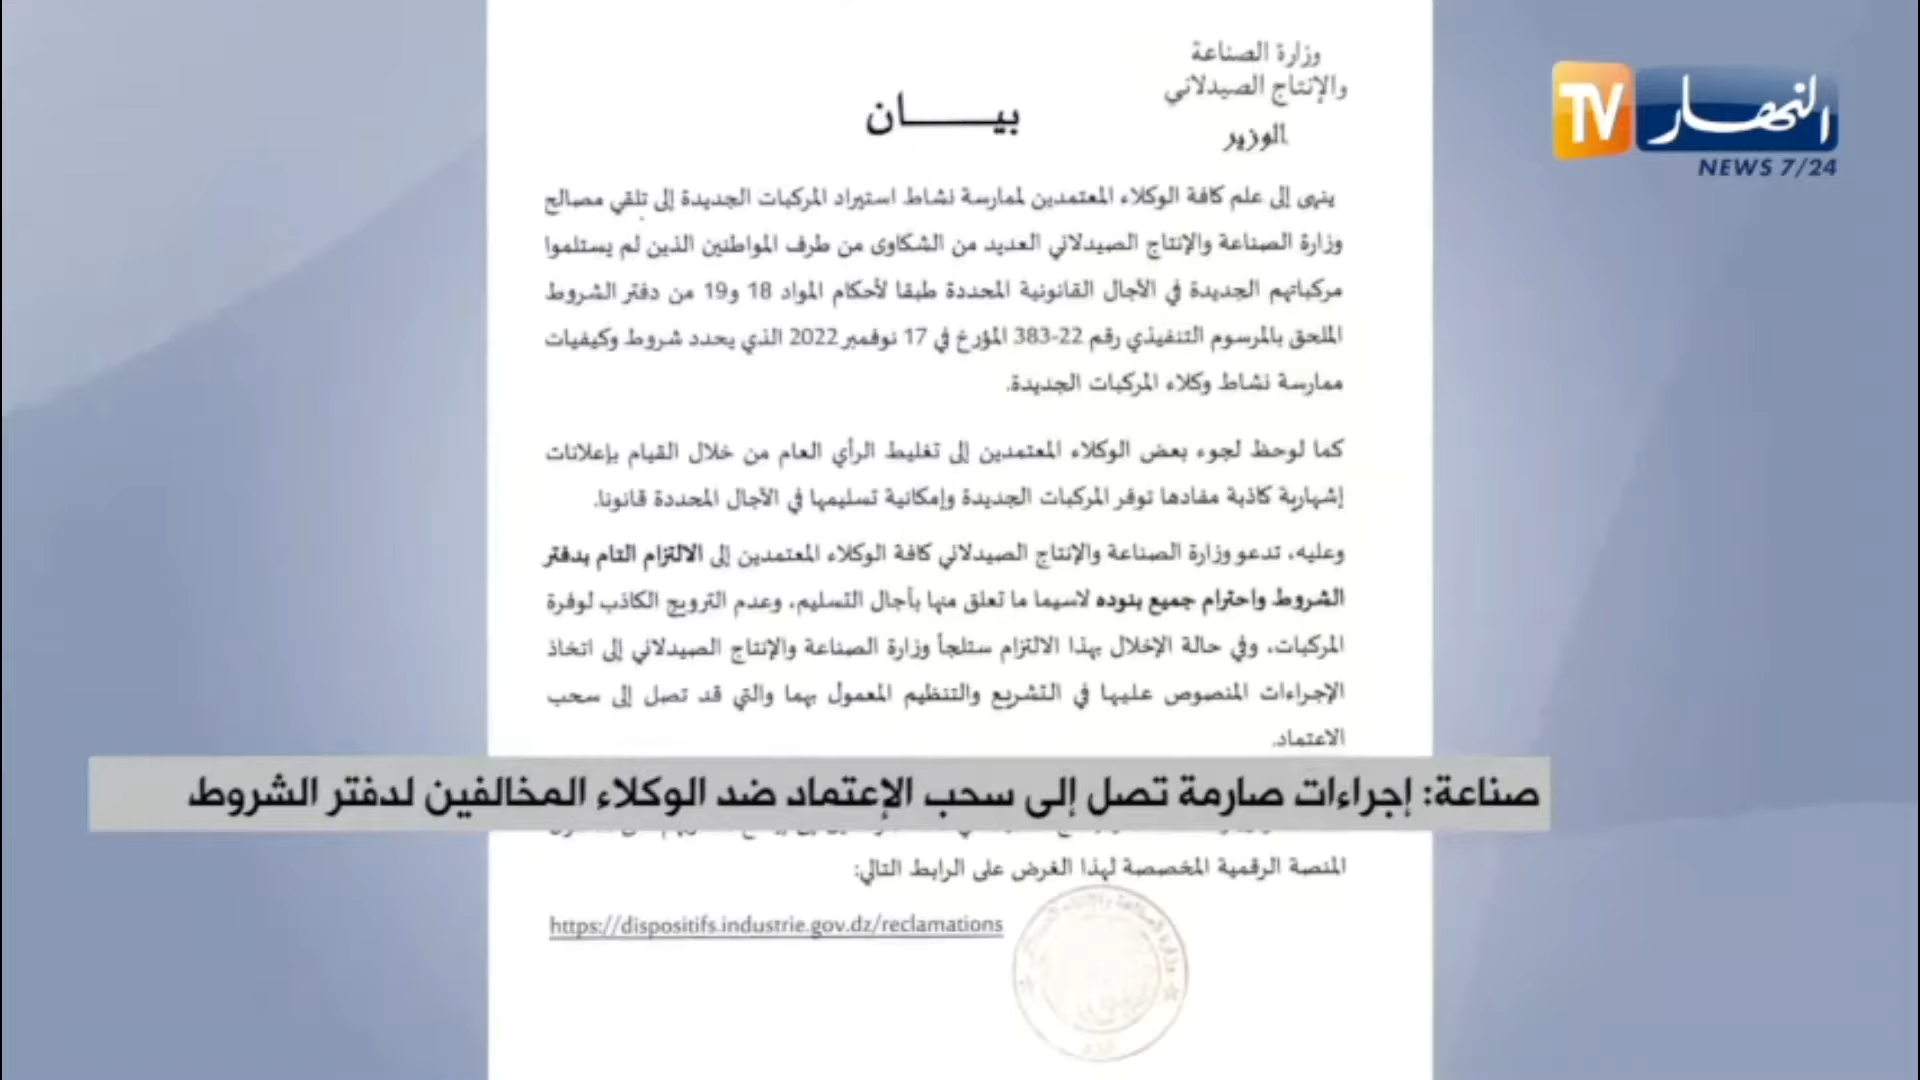 وزارة الصناعة
والإنتاج الصيدلاني
الوزير
بيـــــان
TV النهار
NEWS 7/24
ينهى إلى علم كافة الوكلاء المعتمدين لممارسة نشاط استيراد المركبات الجديدة إلى تلقي مصالح
وزارة الصناعة والإنتاج الصيدلاني العديد من الشكاوى من طرف المواطنين الذين لم يستلموا
مركباتهم الجديدة في الآجال القانونية المحددة طبقا لأحكام المواد 18 و19 من دفتر الشروط
الملحق بالمرسوم التنفيذي رقم 22-383 المؤرخ في 17 نوفمبر 2022 الذي يحدد شروط وكيفيات
ممارسة نشاط وكلاء المركبات الجديدة.
كما لوحظ لجوء بعض الوكلاء المعتمدين إلى تغليط الرأي العام من خلال القيام بإعلانات
إشهارية كاذبة مفادها توفر المركبات الجديدة وإمكانية تسليمها في الآجال المحددة قانونا.
وعليه، تدعو وزارة الصناعة والإنتاج الصيدلاني كافة الوكلاء المعتمدين إلى الالتزام التام بدفتر
الشروط واحترام جميع بنوده لاسيما ما تعلق منها بآجال التسليم، وعدم الترويج الكاذب لوفرة
المركبات، وفي حالة الإخلال بهذا الالتزام ستلجأ وزارة الصناعة والإنتاج الصيدلاني إلى اتخاذ
الإجراءات المنصوص عليها في التشريع والتنظيم المعمول بهما والتي قد تصل إلى سحب
الاعتماد.
صناعة: إجراءات صارمة تصل إلى سحب الإعتماد ضد الوكلاء المخالفين لدفتر الشروط
المنصة الرقمية المخصصة لهذا الغرض على الرابط التالي:
https://dispositifs.industrie.gov.dz/reclamations